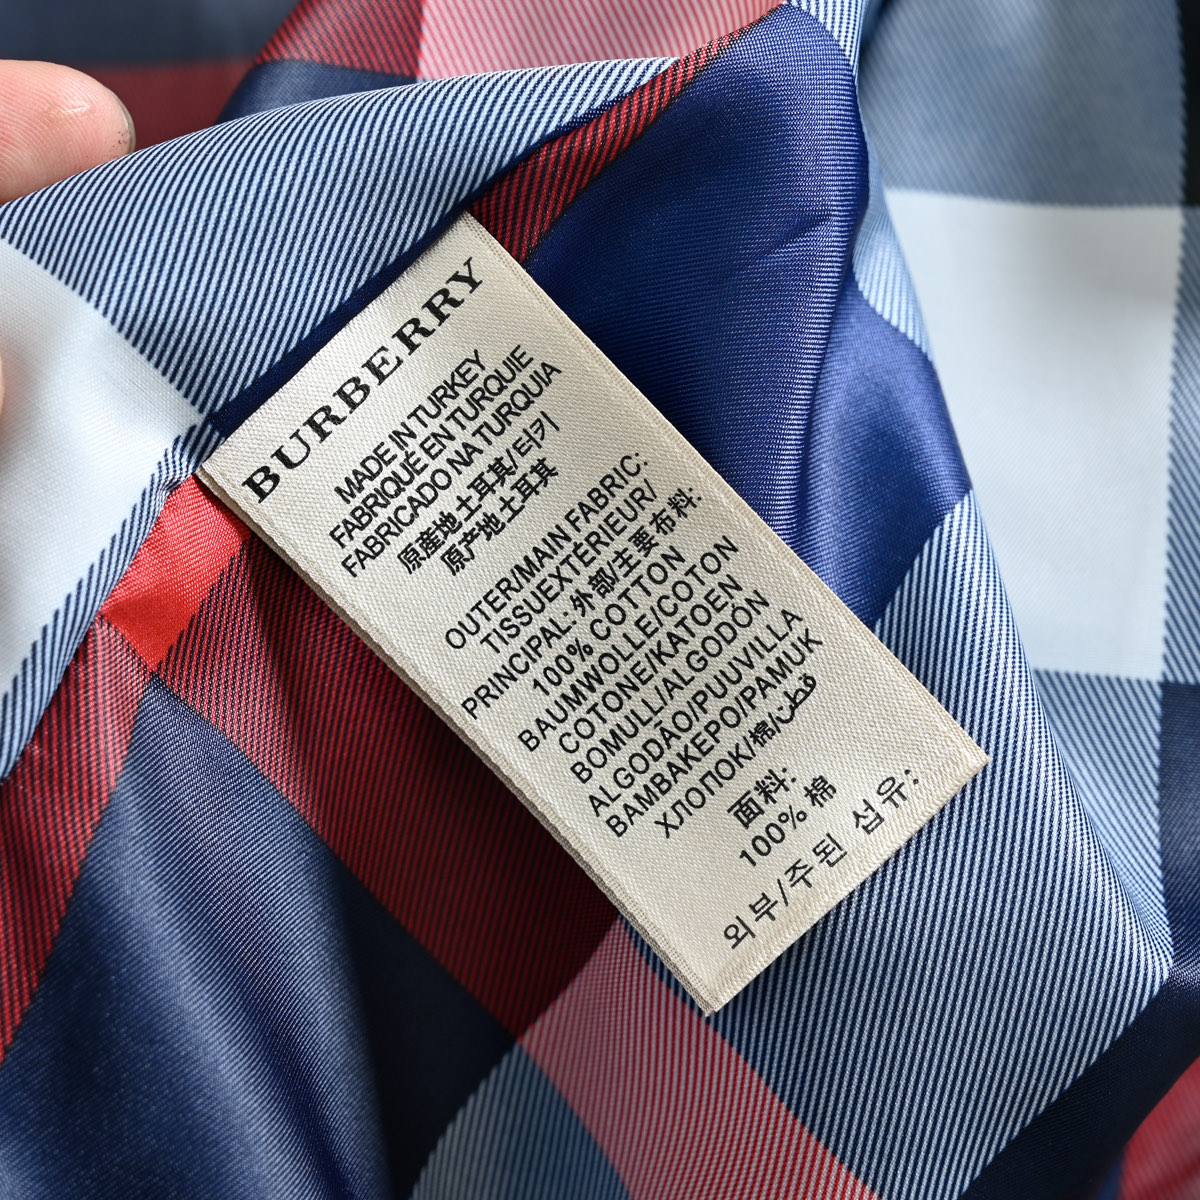 BURBERRY
MADE IN TURKEY
FABRIQUÉ EN TURQUIE
FABRICADO NA TURQUIA
原産地土耳其/터키
原产地土耳其
OUTER/MAIN FABRIC:
TISSU EXTÉRIEUR/
PRINCIPAL: 外部/主要布料:
100% COTTON
BAUMWOLLE/COTON
COTONE/KATOEN
BOMULL/ALGODÓN
ALGODÃO/PUUVILLA
BAMBAKEPO/PAMUK
ХЛОПОК/棉/قطن
面料:
100% 棉
외부/주된 섬유: